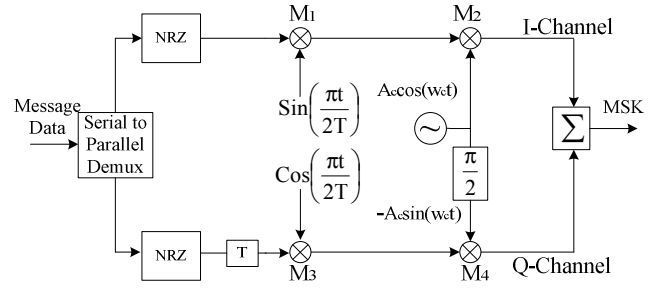 M1
M2
I-Channel
NRZ
Accos(wct)
Sin(πt/2T)
Message
Data
Serial to
Parallel
Demux
~
Σ
MSK
Cos(πt/2T)
π/2
-Acsin(wct)
NRZ
T
M3
M4
Q-Channel